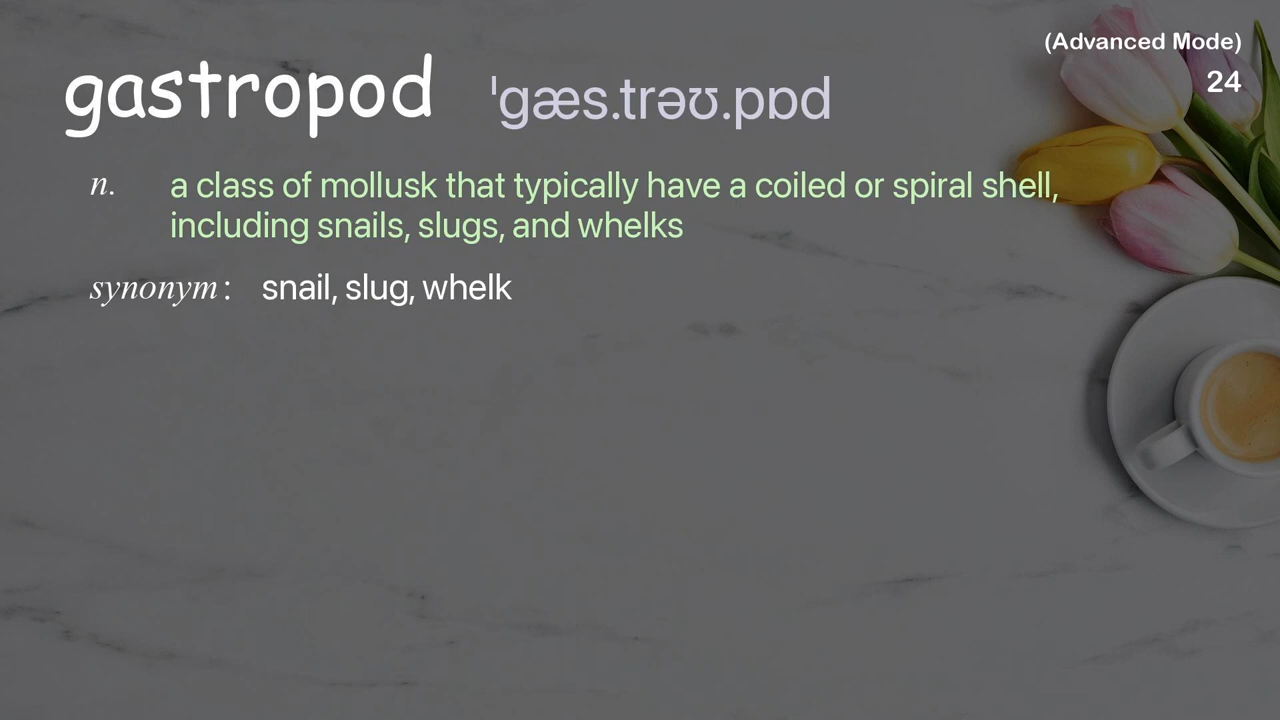 (Advanced Mode)
24
gastropod ˈɡæs.trəʊ.pɒd
n. a class of mollusk that typically have a coiled or spiral shell,
including snails, slugs, and whelks
synonym: snail, slug, whelk